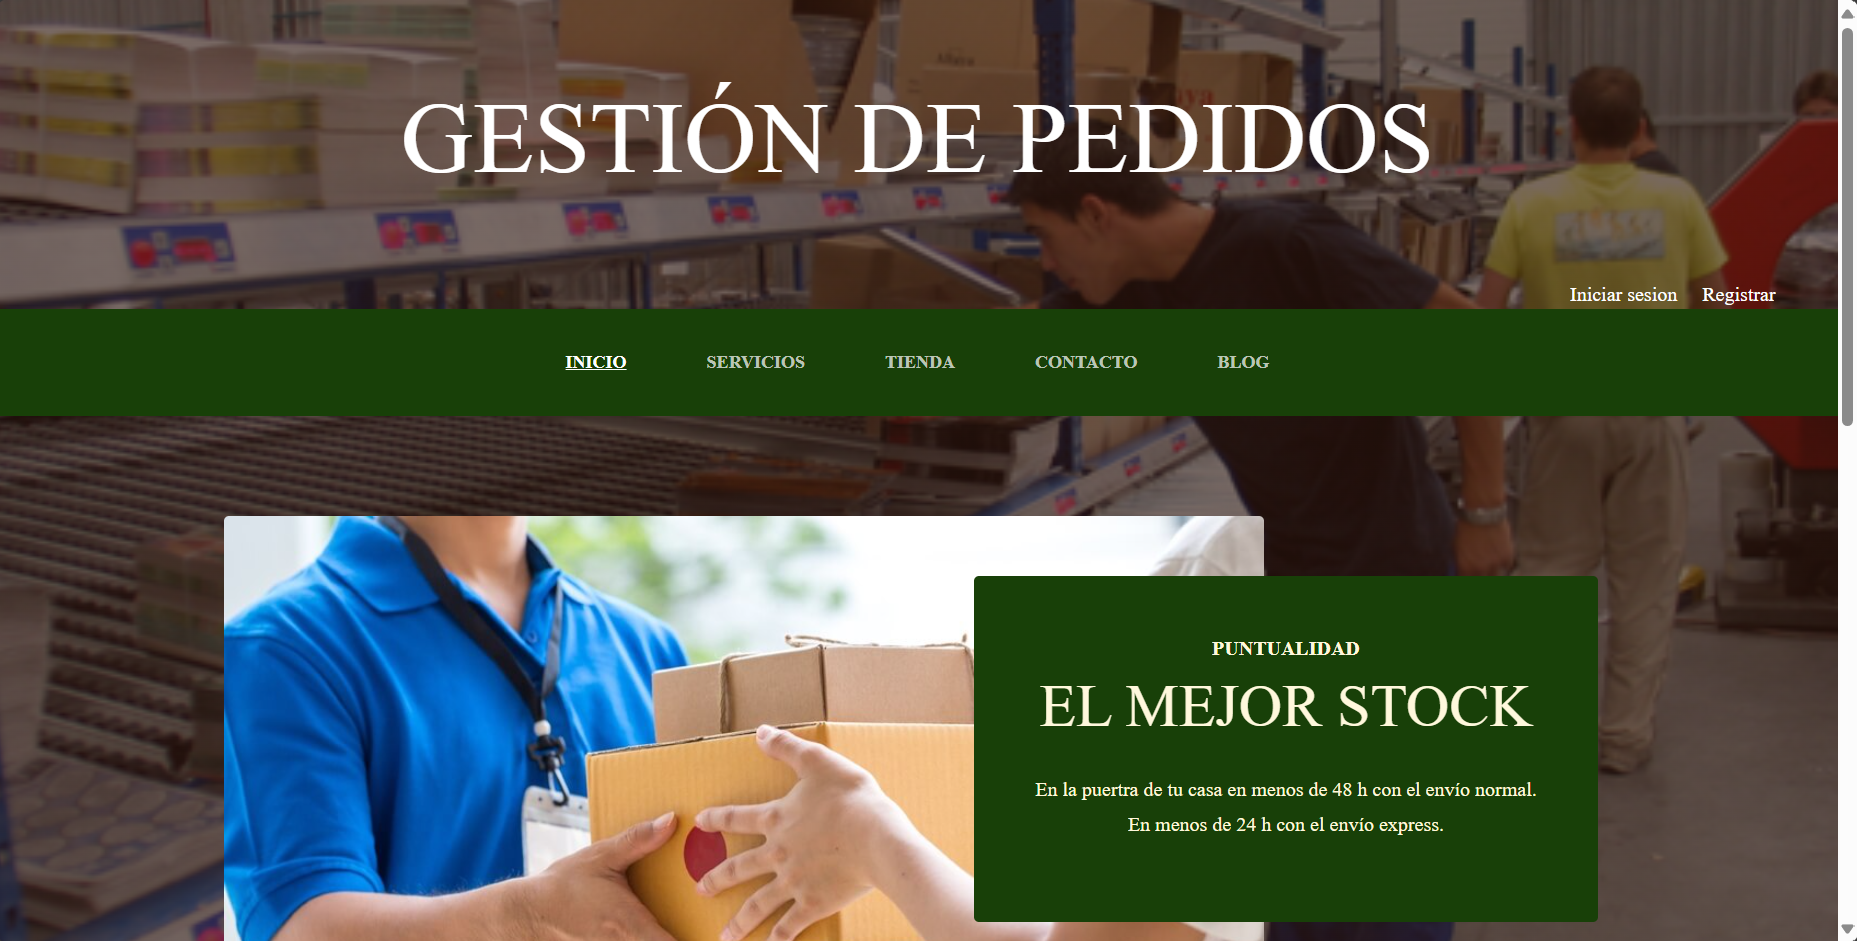 GESTIÓN DE PEDIDOS
Iniciar sesion Registrar
INICIO SERVICIOS TIENDA CONTACTO BLOG
PUNTUALIDAD
EL MEJOR STOCK
En la puertra de tu casa en menos de 48 h con el envío normal.
En menos de 24 h con el envío express.